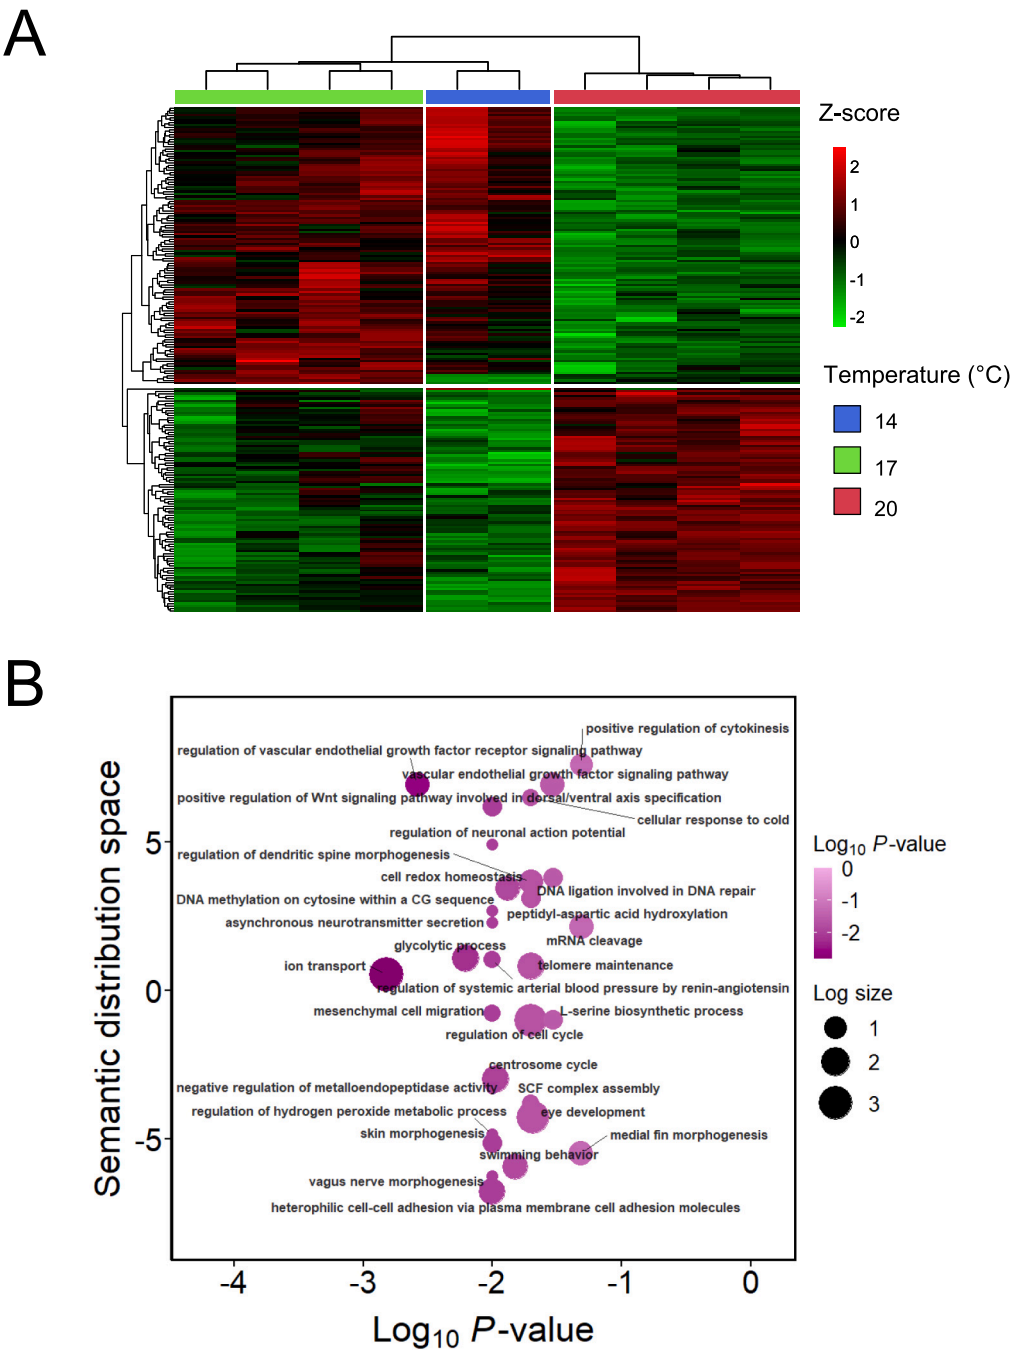 A
Z-score
2
1
0
-1
-2
Temperature (°C)
14
17
20
B
positive regulation of cytokinesis
regulation of vascular endothelial growth factor receptor signaling pathway
vascular endothelial growth factor signaling pathway
positive regulation of Wnt signaling pathway involved in dorsal/ventral axis specification
cellular response to cold
regulation of neuronal action potential
regulation of dendritic spine morphogenesis
cell redox homeostasis
DNA ligation involved in DNA repair
DNA methylation on cytosine within a CG sequence
peptidyl-aspartic acid hydroxylation
asynchronous neurotransmitter secretion
mRNA cleavage
glycolytic process
ion transport
telomere maintenance
regulation of systemic arterial blood pressure by renin-angiotensin
mesenchymal cell migration
L-serine biosynthetic process
regulation of cell cycle
centrosome cycle
negative regulation of metalloendopeptidase activity
SCF complex assembly
regulation of hydrogen peroxide metabolic process
eye development
skin morphogenesis
medial fin morphogenesis
swimming behavior
vagus nerve morphogenesis
heterophilic cell-cell adhesion via plasma membrane cell adhesion molecules
Semantic distribution space
5
0
-5
-4
-3
-2
-1
0
Log10 P-value
Log10 P-value
0
-1
-2
Log size
1
2
3